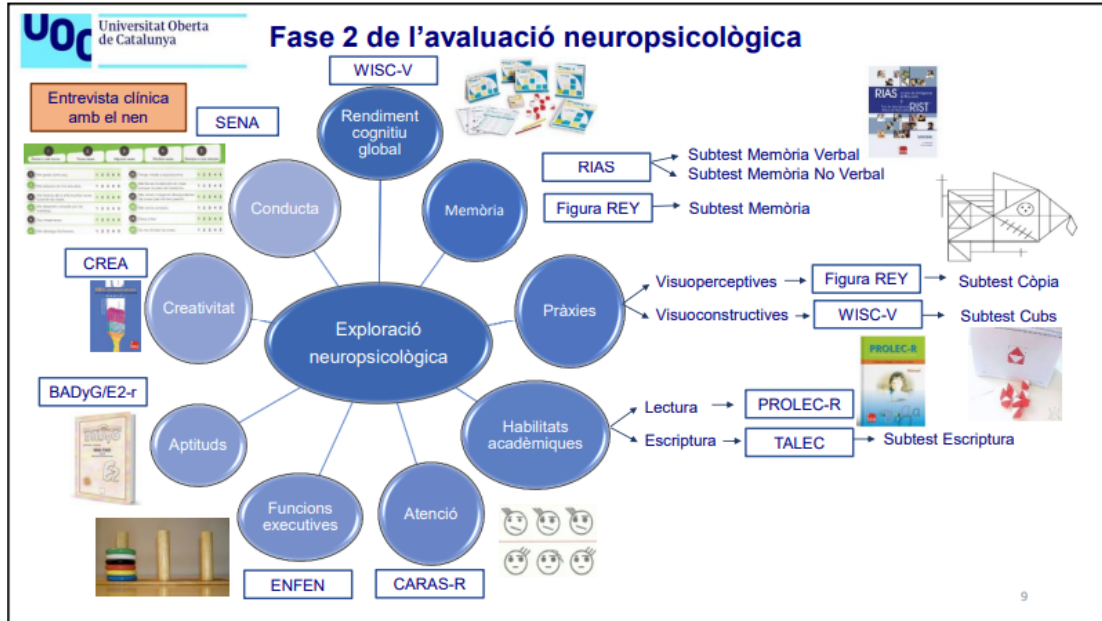 UOC
Universitat Oberta
de Catalunya
Fase 2 de l'avaluació neuropsicològica
WISC-V
Entrevista clínica
amb el nen
SENA
Rendiment
cognitiu
global
RIAS
RIST
RIAS
Subtest Memòria Verbal
Subtest Memòria No Verbal
Conducta
Memòria
Figura REY
Subtest Memòria
CREA
Creativitat
Exploració
neuropsicològica
Pràxies
Visuoperceptives
Figura REY
Subtest Còpia
Visuoconstructives
WISC-V
Subtest Cubs
PROLEC-R
BADyG/E2-r
Aptituds
E2
Habilitats
acadèmiques
Lectura
PROLEC-R
Escriptura
TALEC
Subtest Escriptura
Funcions
executives
Atenció
ENFEN
CARAS-R
9